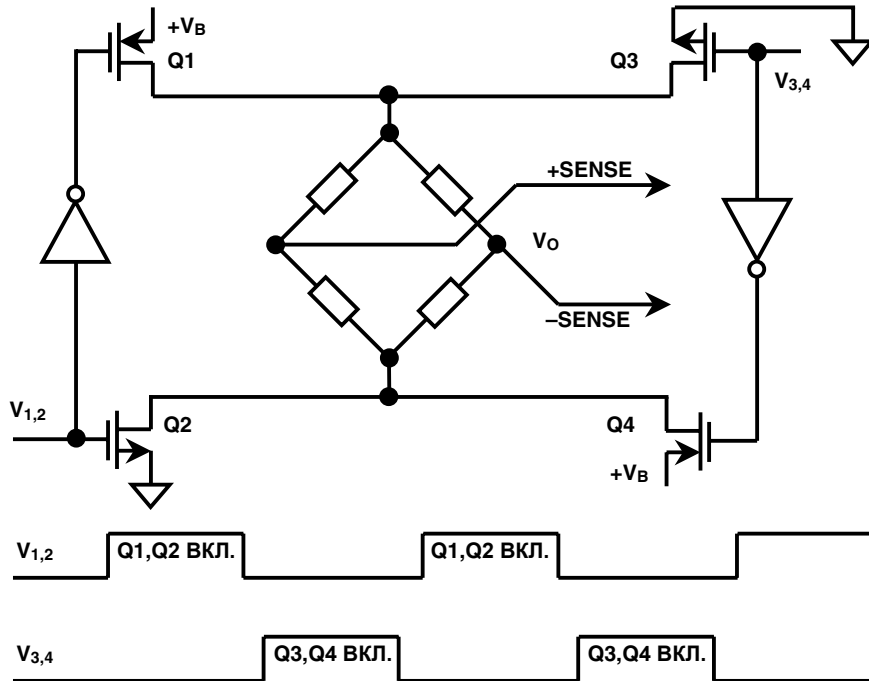 +VB
Q1
Q3
V3,4
+SENSE
VO
–SENSE
V1,2
Q2
Q4
+VB
V1,2
Q1,Q2 ВКЛ.
Q1,Q2 ВКЛ.
V3,4
Q3,Q4 ВКЛ.
Q3,Q4 ВКЛ.